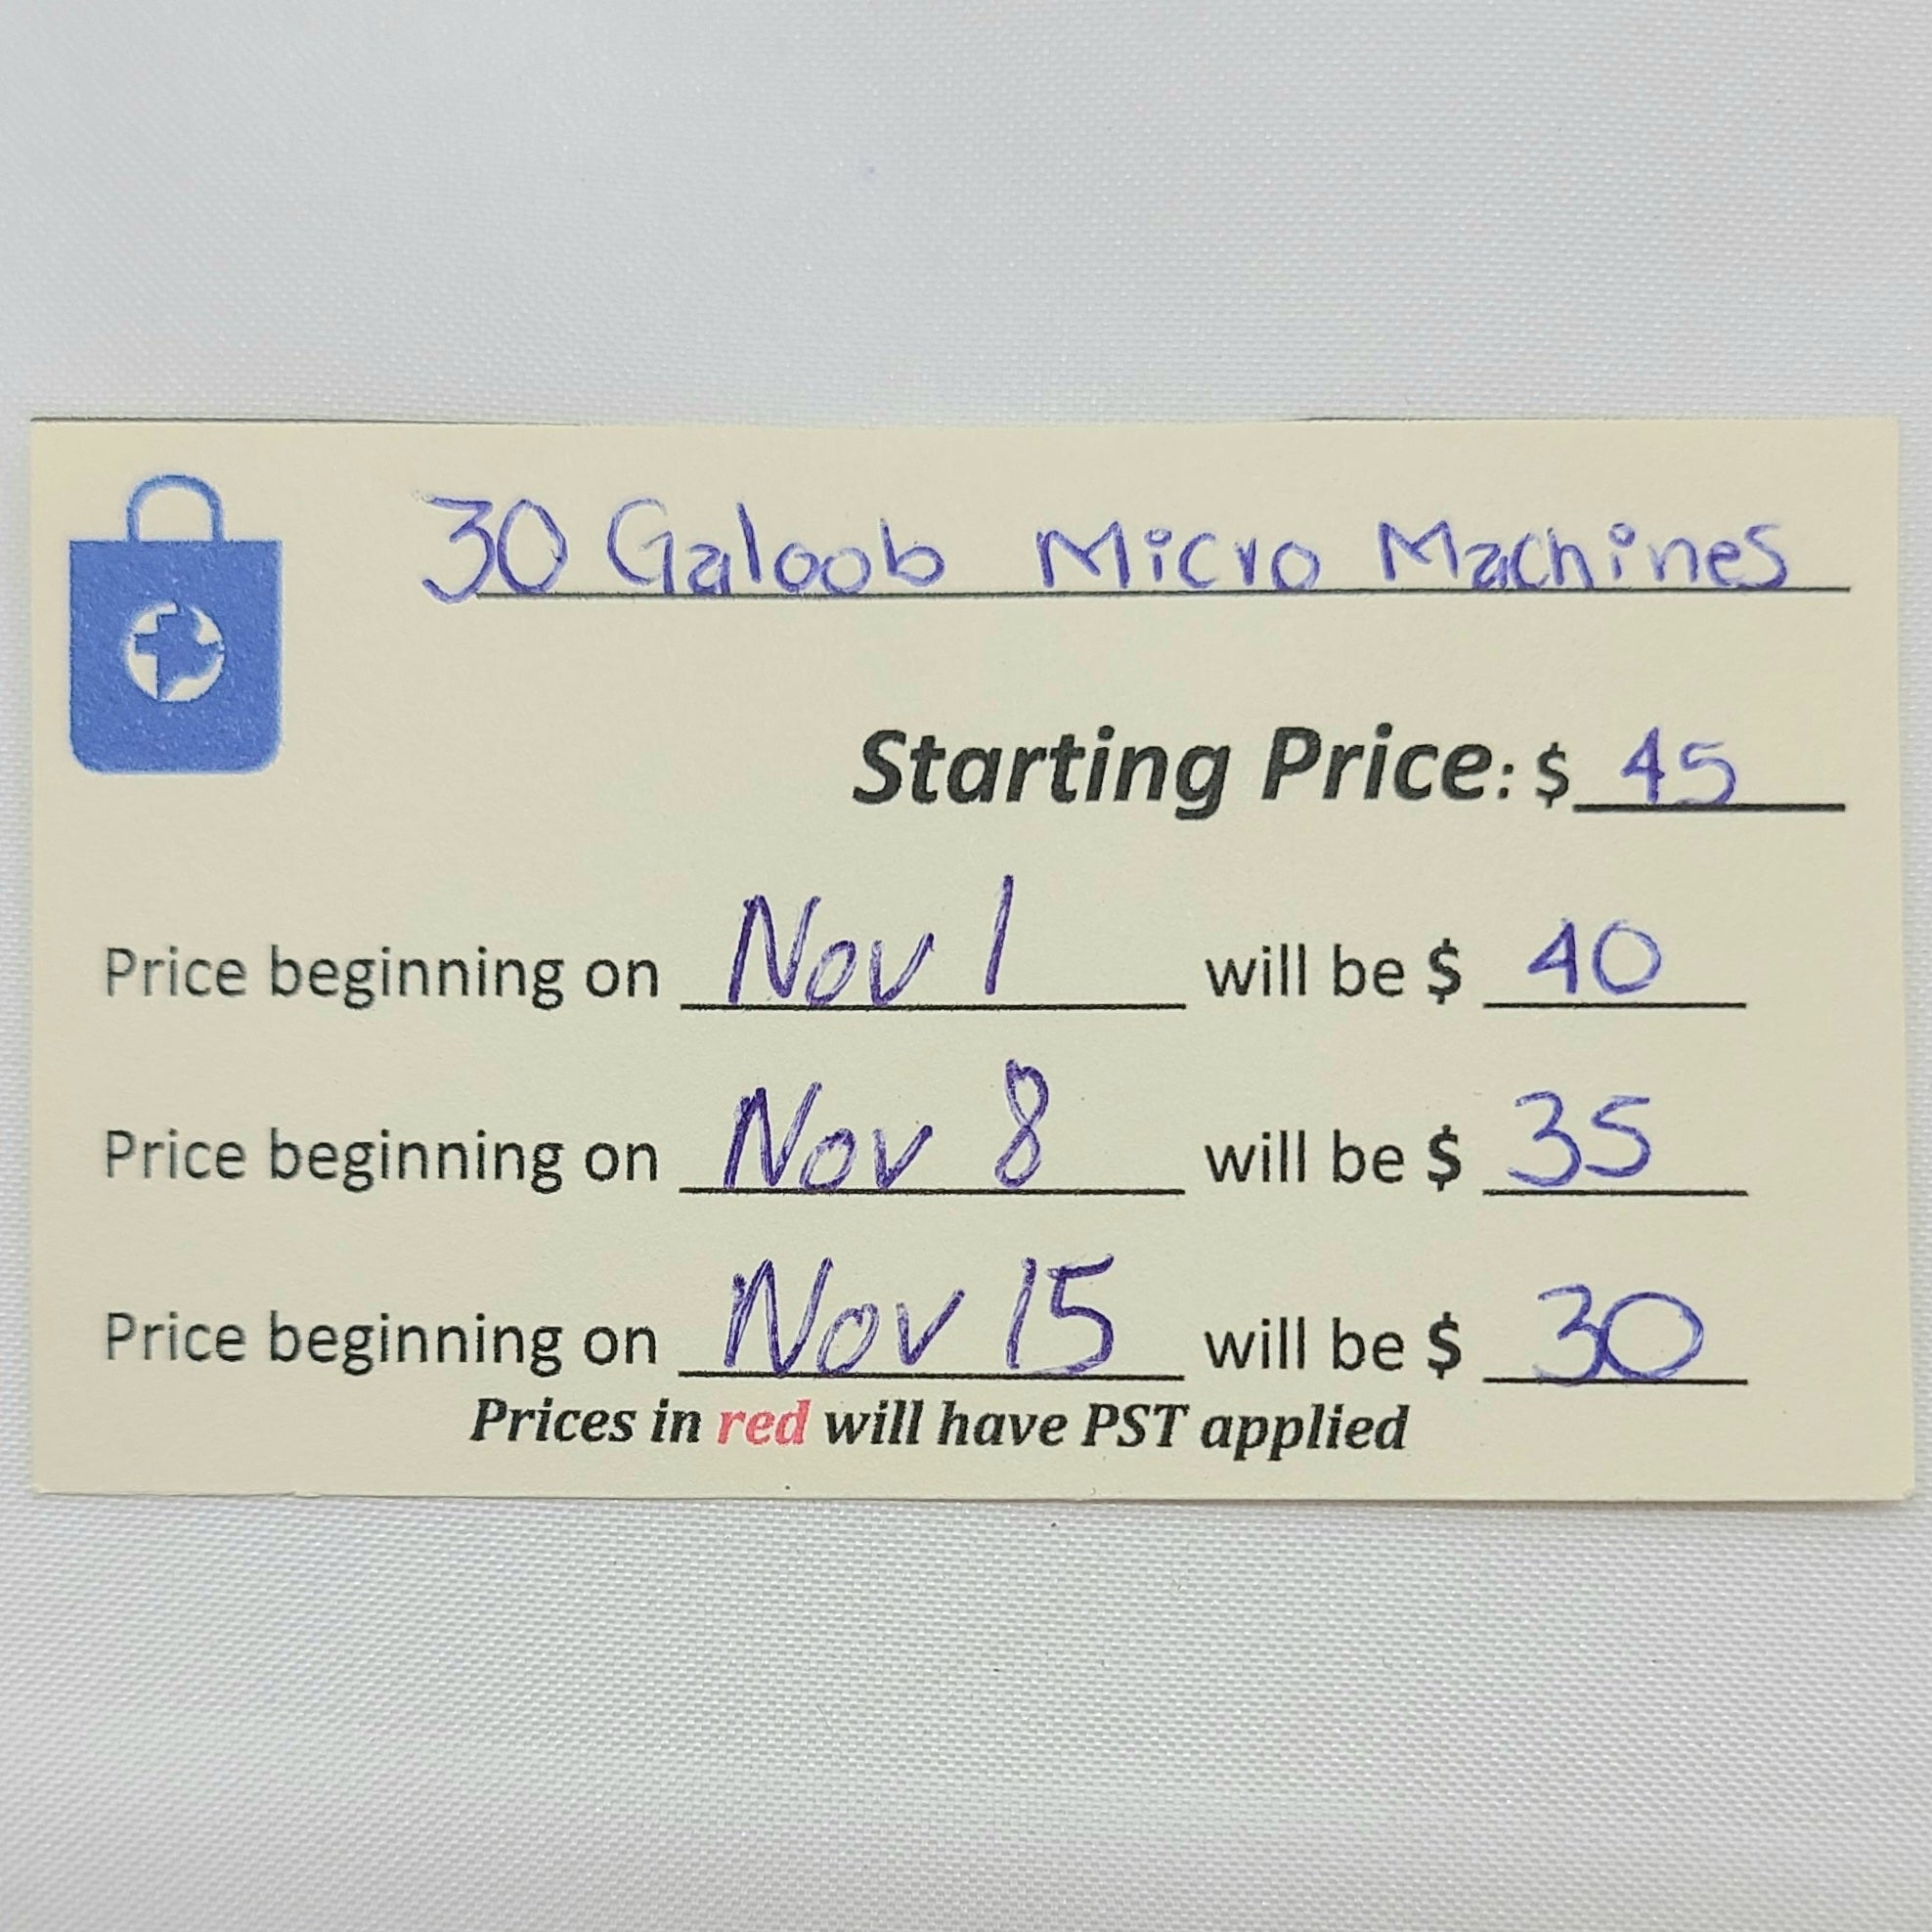 30 Galoob Micro Machines
Starting Price: $ 45
Price beginning on Nov 1 will be $ 40
Price beginning on Nov 8 will be $ 35
Price beginning on Nov 15 will be $ 30
Prices in red will have PST applied